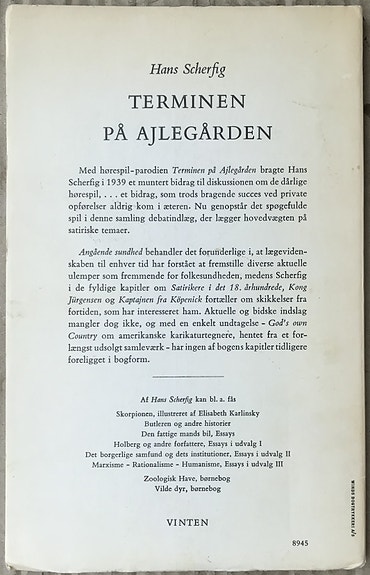 Hans Scherfig
TERMINEN
PÅ AJLEGÅRDEN
Med hørespil-parodien Terminen på Ajlegården bragte Hans
Scherfig i 1939 et muntert bidrag til diskussionen om de dårlige
hørespil, . . . et bidrag, som trods bragende succes ved private
opførelser aldrig kom i æteren. Nu genopstår det spøgefulde
spil i denne samling debatindlæg, der lægger hovedvægten på
satiriske temaer.
Angående sundhed behandler det forunderlige i, at lægeviden-
skaben til enhver tid har forstået at fremstille diverse aktuelle
ulemper som fremmende for folkesundheden, medens Scherfig
i de fyldige kapitler om Satirikere i det 18. århundrede, Kong
Jürgensen og Kaptajnen fra Köpenick fortæller om skikkelser fra
fortiden, som har interesseret ham. Aktuelle og bidske indslag
mangler dog ikke, og med en enkelt undtagelse – God's own
Country om amerikanske karikaturtegnere, hentet fra et for-
længst udsolgt samleværk – har ingen af bogens kapitler tidligere
foreligget i bogform.
Af Hans Scherfig kan bl. a. fås
Skorpionen, illustreret af Elisabeth Karlinsky
Butleren og andre historier
Den fattige mands bil, Essays
Holberg og andre forfattere, Essays i udvalg I
Det borgerlige samfund og dets institutioner, Essays i udvalg II
Marxisme – Rationalisme – Humanisme, Essays i udvalg III
Zoologisk Have, børnebog
Vilde dyr, børnebog
VINTEN
8945